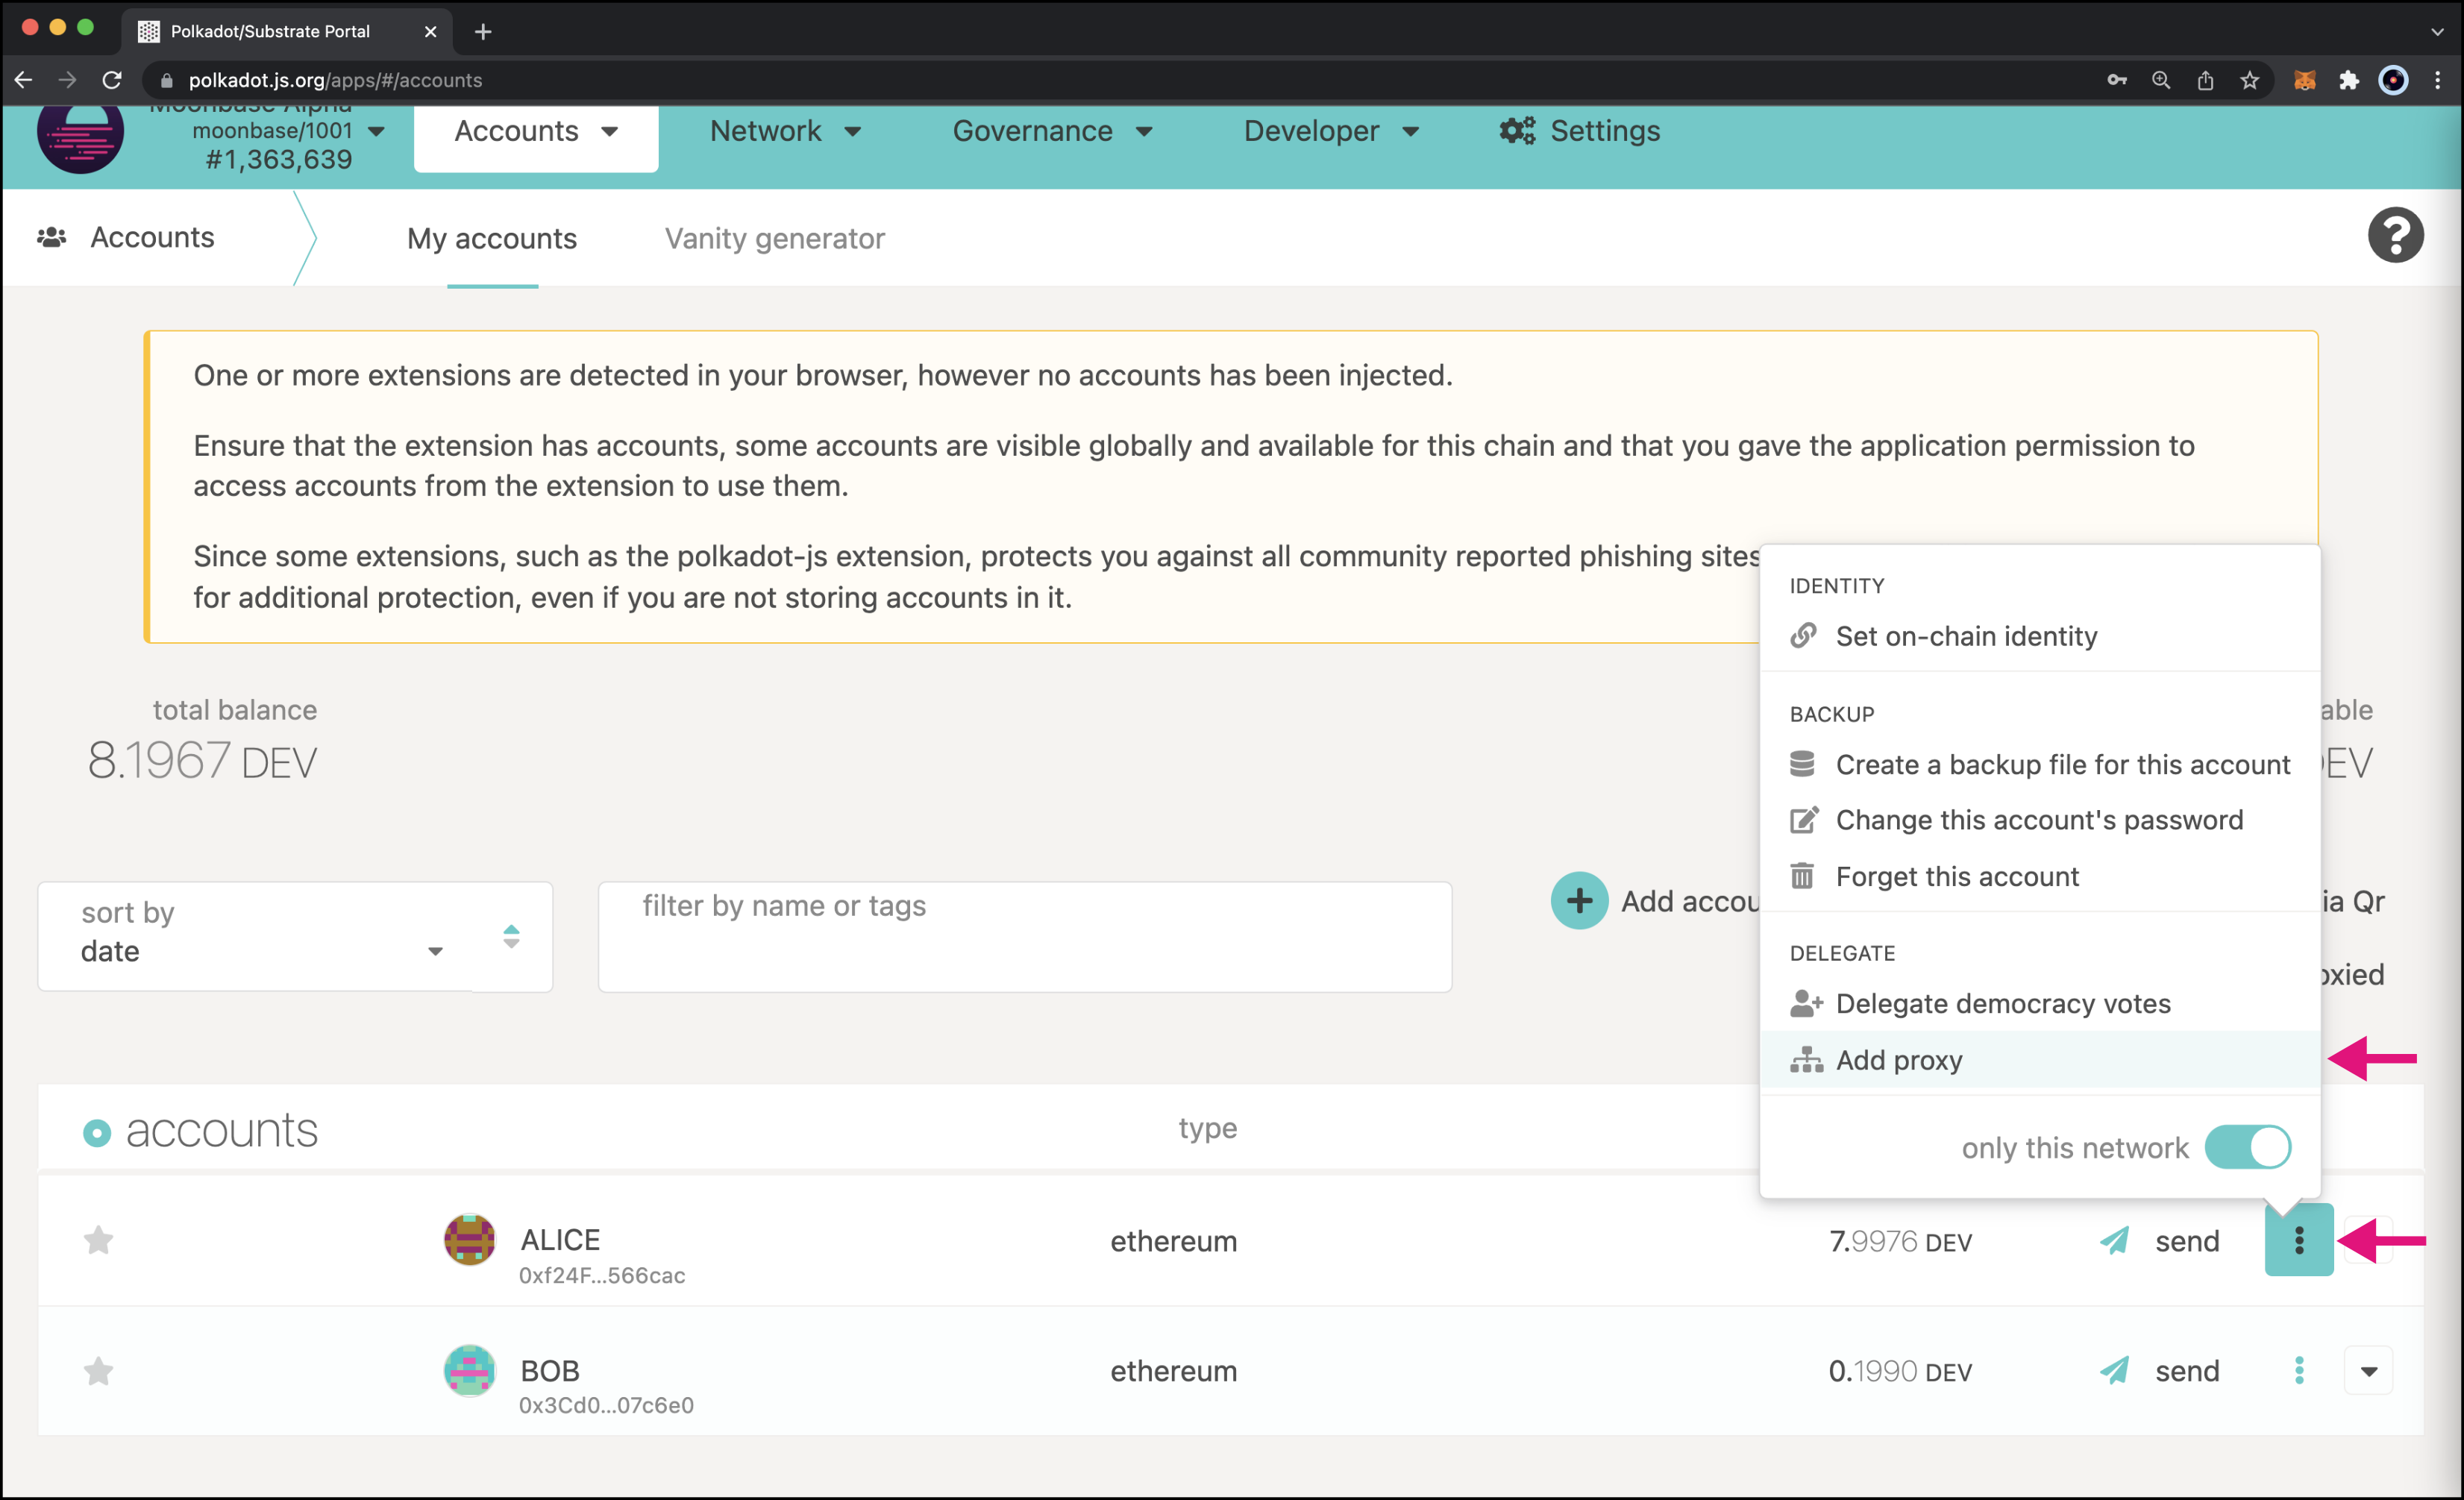 Polkadot/Substrate Portal
polkadot.js.org/apps/#/accounts
Moonbase Alpha
moonbase/1001
#1,363,639
Accounts
Network
Governance
Developer
Settings
Accounts
My accounts
Vanity generator
One or more extensions are detected in your browser, however no accounts has been injected.
Ensure that the extension has accounts, some accounts are visible globally and available for this chain and that you gave the application permission to
access accounts from the extension to use them.
Since some extensions, such as the polkadot-js extension, protects you against all community reported phishing sites
for additional protection, even if you are not storing accounts in it.
IDENTITY
Set on-chain identity
BACKUP
Create a backup file for this account
Change this account's password
Forget this account
DELEGATE
Delegate democracy votes
Add proxy
only this network
total balance
8.1967 DEV
able
DEV
sort by
date
filter by name or tags
Add accou
ia Qr
oxied
accounts
type
ALICE
0xf24F...566cac
ethereum
7.9976 DEV
send
BOB
0x3Cd0...07c6e0
ethereum
0.1990 DEV
send